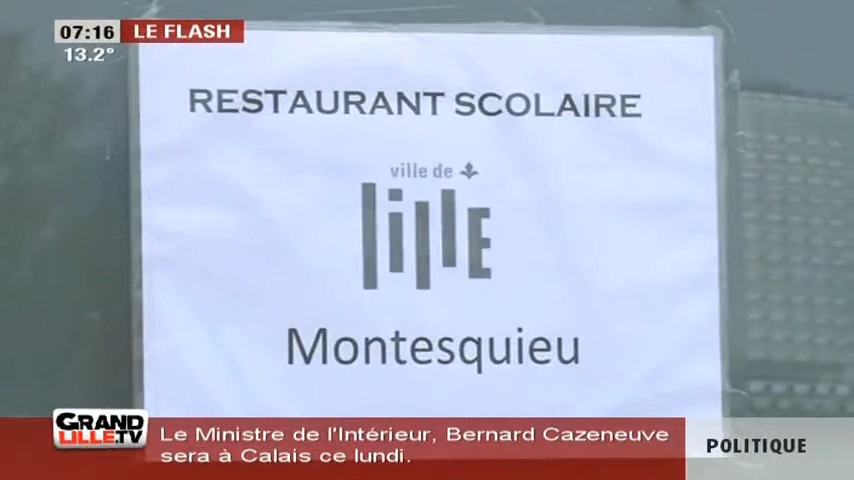 07:16 LE FLASH
13.2°
RESTAURANT SCOLAIRE
ville de
lille
Montesquieu
GRAND
LILLE.TV
Le Ministre de l'Intérieur, Bernard Cazeneuve
sera à Calais ce lundi.
POLITIQUE